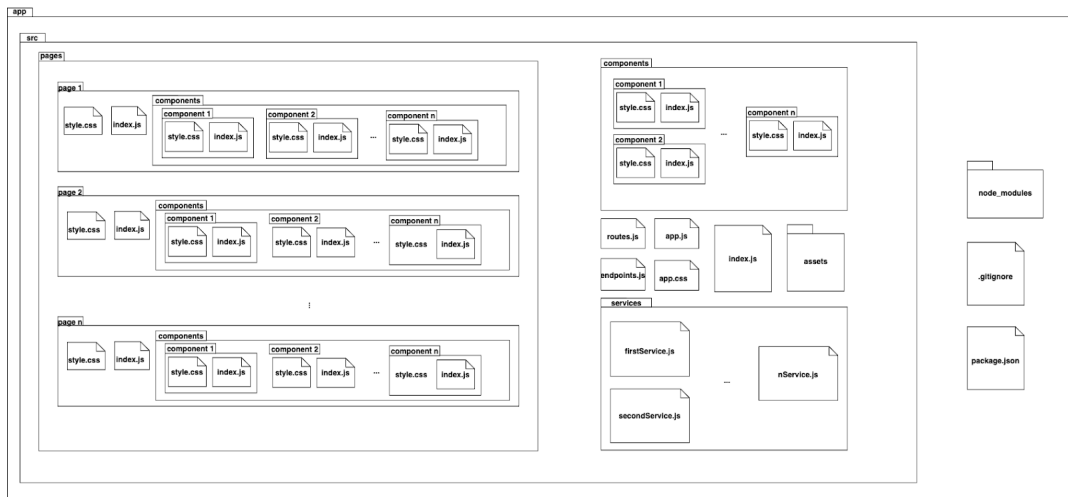 app
src
pages
page 1
style.css index.js
components
component 1
style.css index.js
component 2
style.css index.js
...
component n
style.css index.js
page 2
style.css index.js
components
component 1
style.css index.js
component 2
style.css index.js
...
component n
style.css index.js
...
page n
style.css index.js
components
component 1
style.css index.js
component 2
style.css index.js
...
component n
style.css index.js
components
component 1
style.css index.js
component 2
style.css index.js
...
component n
style.css index.js
routes.js app.js
endpoints.js app.css
index.js
assets
services
firstService.js
secondService.js
...
nService.js
node_modules
.gitignore
package.json